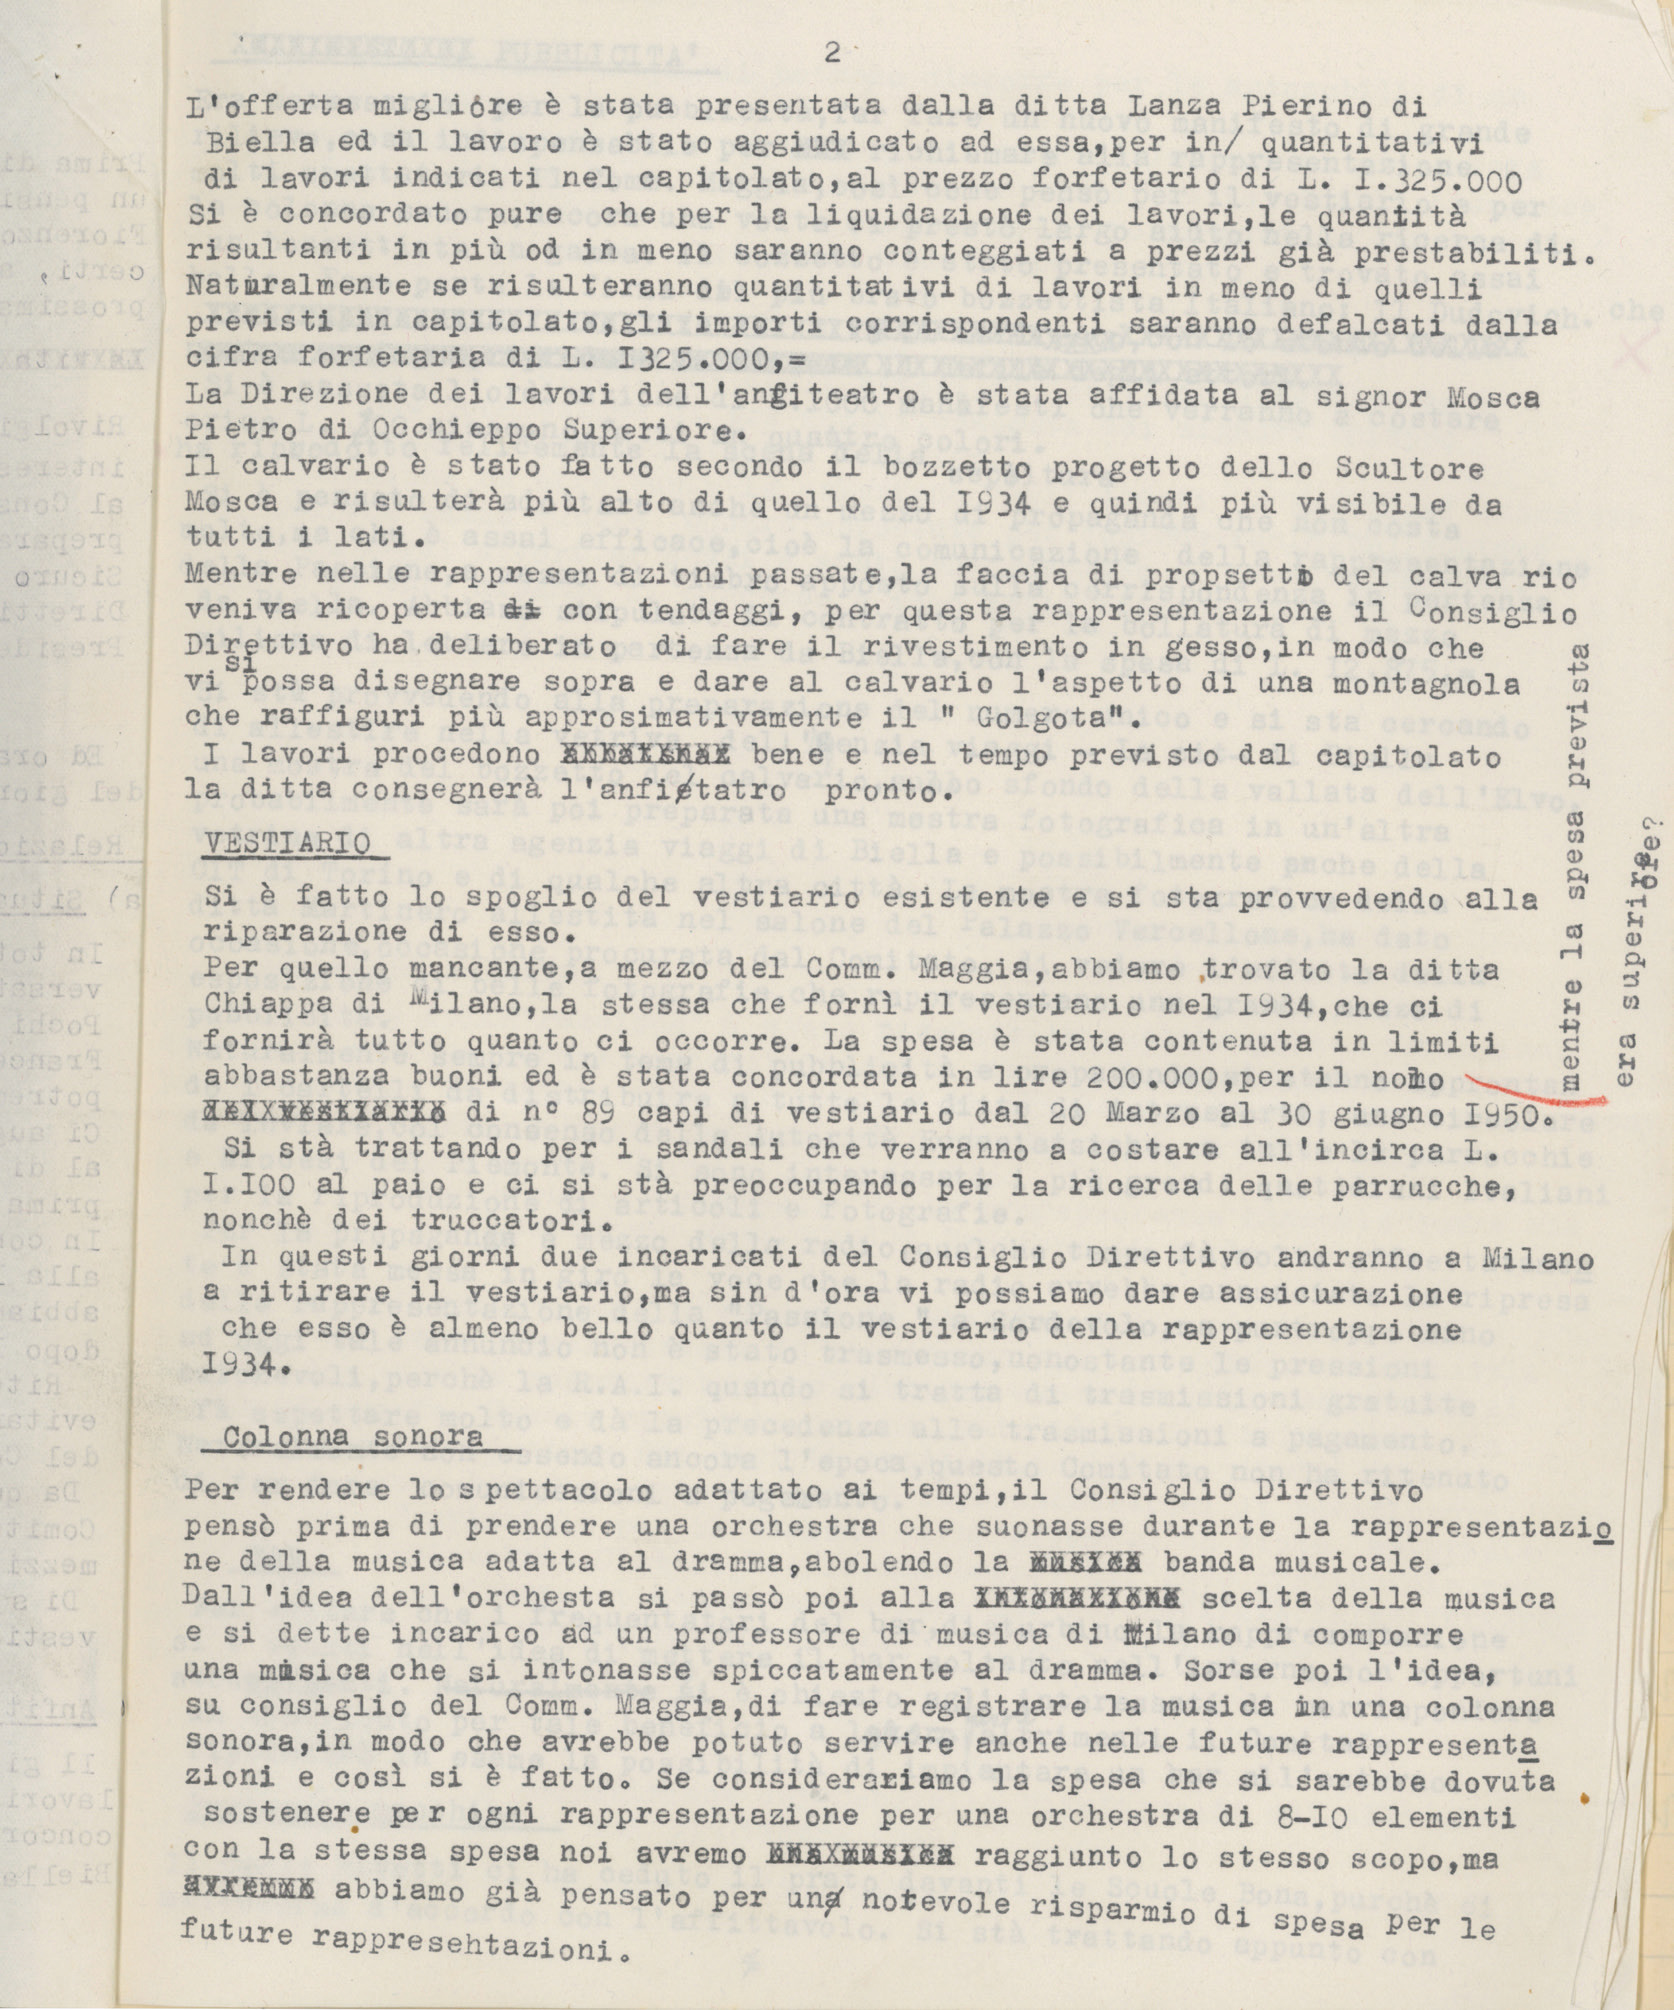 2
L'offerta migliore è stata presentata dalla ditta Lanza Pierino di
Biella ed il lavoro è stato aggiudicato ad essa,per in/ quantitativi
di lavori indicati nel capitolato,al prezzo forfetario di L. I.325.000
Si è concordato pure che per la liquidazione dei lavori,le quantità
risultanti in più od in meno saranno conteggiati a prezzi già prestabiliti.
Naturalmente se risulteranno quantitativi di lavori in meno di quelli
previsti in capitolato,gli importi corrispondenti saranno defalcati dalla
cifra forfetaria di L. I325.000,=
La Direzione dei lavori dell'anfiteatro è stata affidata al signor Mosca
Pietro di Occhieppo Superiore.
Il calvario è stato fatto secondo il bozzetto progetto dello Scultore
Mosca e risulterà più alto di quello del I934 e quindi più visibile da
tutti i lati.
Mentre nelle rappresentazioni passate,la faccia di propsetto del calva rio
veniva ricoperta di con tendaggi, per questa rappresentazione il Consiglio
Direttivo ha deliberato di fare il rivestimento in gesso,in modo che
vi si possa disegnare sopra e dare al calvario l'aspetto di una montagnola
che raffiguri più approsimativamente il " Golgota".
I lavori procedono bene e nel tempo previsto dal capitolato
la ditta consegnerà l'anfietatro pronto.
VESTIARIO
Si è fatto lo spoglio del vestiario esistente e si sta provvedendo alla
riparazione di esso.
Per quello mancante,a mezzo del Comm. Maggia,abbiamo trovato la ditta
Chiappa di Milano,la stessa che fornì il vestiario nel I934,che ci
fornirà tutto quanto ci occorre. La spesa è stata contenuta in limiti
abbastanza buoni ed è stata concordata in lire 200.000,per il nolo
mentre la spesa prevista
era superiore?
del vestiario di n° 89 capi di vestiario dal 20 Marzo al 30 giugno I950.
Si stà trattando per i sandali che verranno a costare all'incirca L.
I.I00 al paio e ci si stà preoccupando per la ricerca delle parrucche,
nonchè dei truccatori.
In questi giorni due incaricati del Consiglio Direttivo andranno a Milano
a ritirare il vestiario,ma sin d'ora vi possiamo dare assicurazione
che esso è almeno bello quanto il vestiario della rappresentazione
I934.
Colonna sonora
Per rendere lo spettacolo adattato ai tempi,il Consiglio Direttivo
pensò prima di prendere una orchestra che suonasse durante la rappresentazio
ne della musica adatta al dramma,abolendo la musica banda musicale.
Dall'idea dell'orchesta si passò poi alla intonazione scelta della musica
e si dette incarico ad un professore di musica di Milano di comporre
una musica che si intonasse spiccatamente al dramma. Sorse poi l'idea,
su consiglio del Comm. Maggia,di fare registrare la musica in una colonna
sonora,in modo che avrebbe potuto servire anche nelle future rappresenta
zioni e così si è fatto. Se considerariamo la spesa che si sarebbe dovuta
sostenere per ogni rappresentazione per una orchestra di 8-I0 elementi
con la stessa spesa noi avremo una musica raggiunto lo stesso scopo,ma
avremmo abbiamo già pensato per una notevole risparmio di spesa per le
future rappresehtazioni.